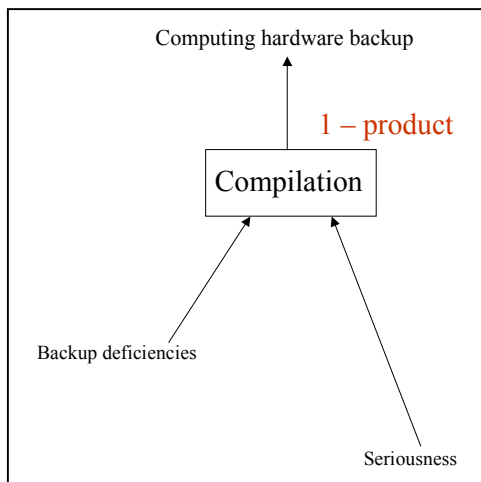 Computing hardware backup
1 – product
Compilation
Backup deficiencies
Seriousness